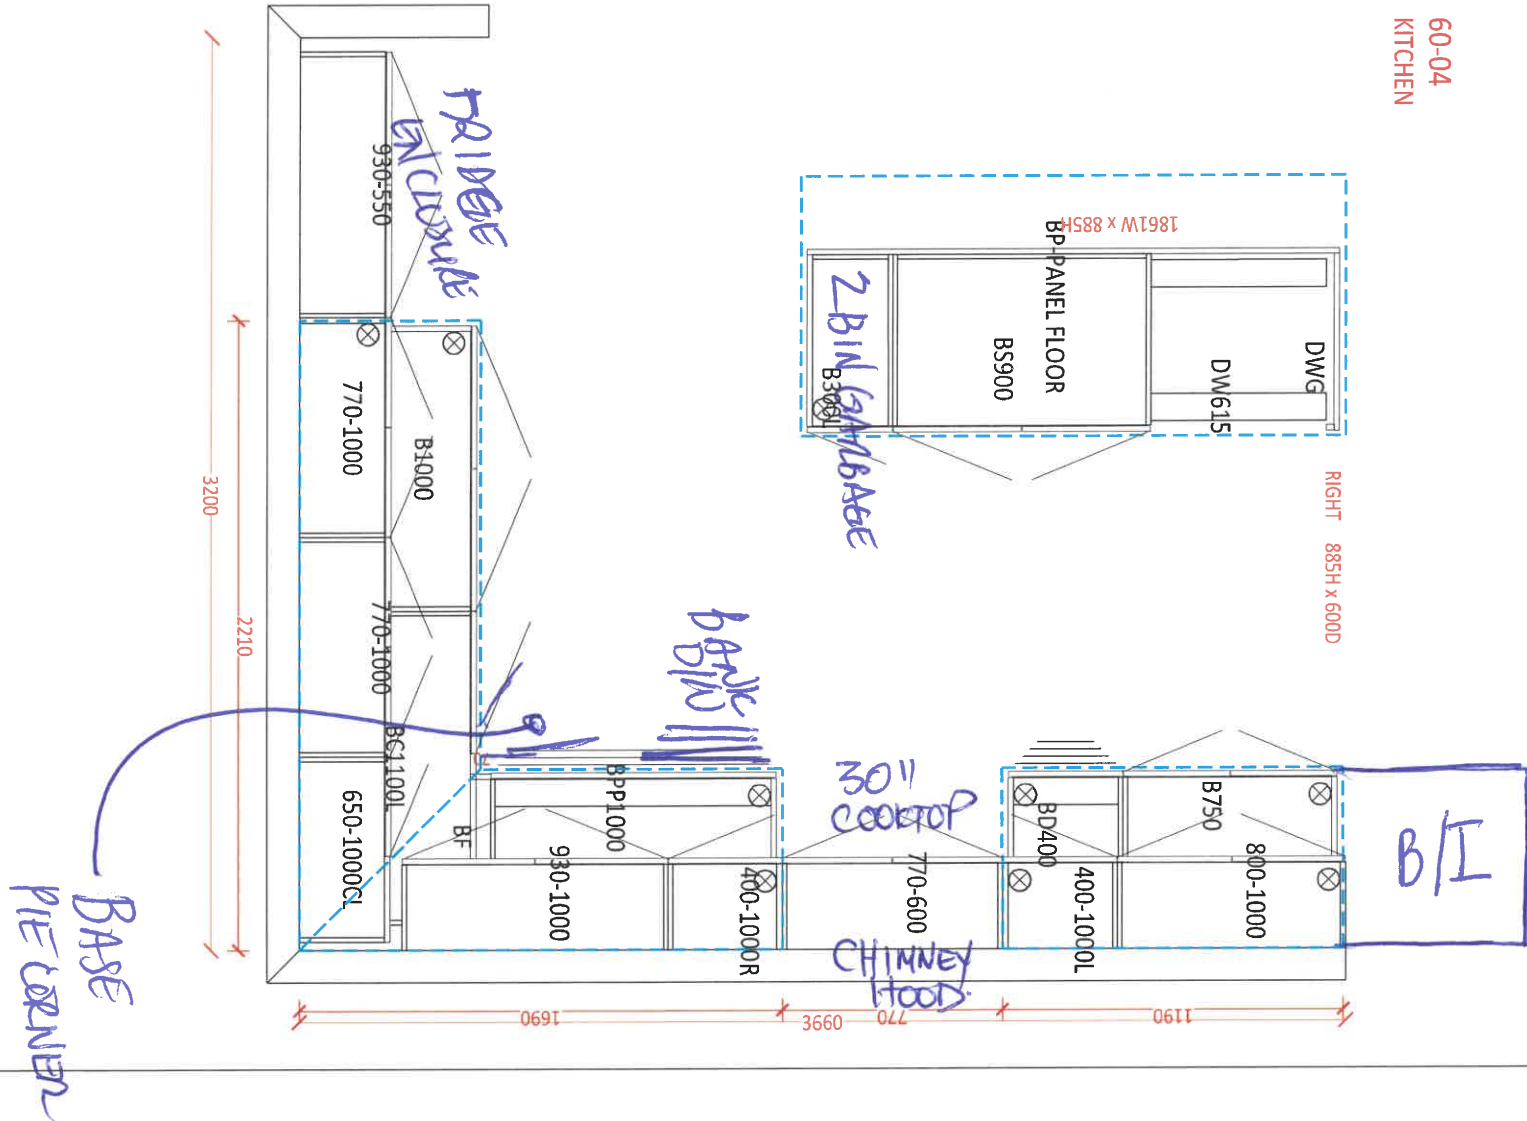 60-04
KITCHEN
FRIDGE
ENCLOSURE
930-550
1861W x 885H
BP-PANEL FLOOR
2 BIN GARBAGE
B300L
BS900
DW615
DWG
RIGHT 885H x 600D
770-1000
B1000
3200
2210
770-1000
BC1100L
650-1000CL
BF
BANK
BPP1000
930-1000
400-1000R
30"
COOKTOP
770-600
CHIMNEY
HOOD.
BD400
400-1000L
B750
800-1000
B/I
BASE
PIE CORNER
1690
770
1190
3990